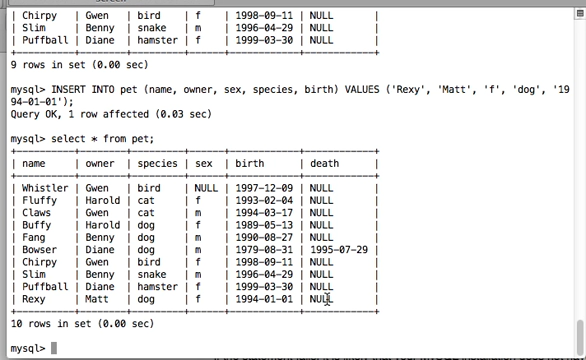 | Chirpy | Gwen | bird | f | 1998-09-11 | NULL |
| Slim | Benny | snake | m | 1996-04-29 | NULL |
| Puffball | Diane | hamster | f | 1999-03-30 | NULL |
+----------+--------+---------+------+------------+------------+
9 rows in set (0.00 sec)
mysql> INSERT INTO pet (name, owner, sex, species, birth) VALUES ('Rexy', 'Matt', 'f', 'dog', '19
94-01-01');
Query OK, 1 row affected (0.03 sec)
mysql> select * from pet;
+----------+--------+---------+------+------------+------------+
| name | owner | species | sex | birth | death |
+----------+--------+---------+------+------------+------------+
| Whistler | Gwen | bird | NULL | 1997-12-09 | NULL |
| Fluffy | Harold | cat | f | 1993-02-04 | NULL |
| Claws | Gwen | cat | m | 1994-03-17 | NULL |
| Buffy | Harold | dog | f | 1989-05-13 | NULL |
| Fang | Benny | dog | m | 1990-08-27 | NULL |
| Bowser | Diane | dog | m | 1979-08-31 | 1995-07-29 |
| Chirpy | Gwen | bird | f | 1998-09-11 | NULL |
| Slim | Benny | snake | m | 1996-04-29 | NULL |
| Puffball | Diane | hamster | f | 1999-03-30 | NULL |
| Rexy | Matt | dog | f | 1994-01-01 | NULL |
+----------+--------+---------+------+------------+------------+
10 rows in set (0.00 sec)
mysql>